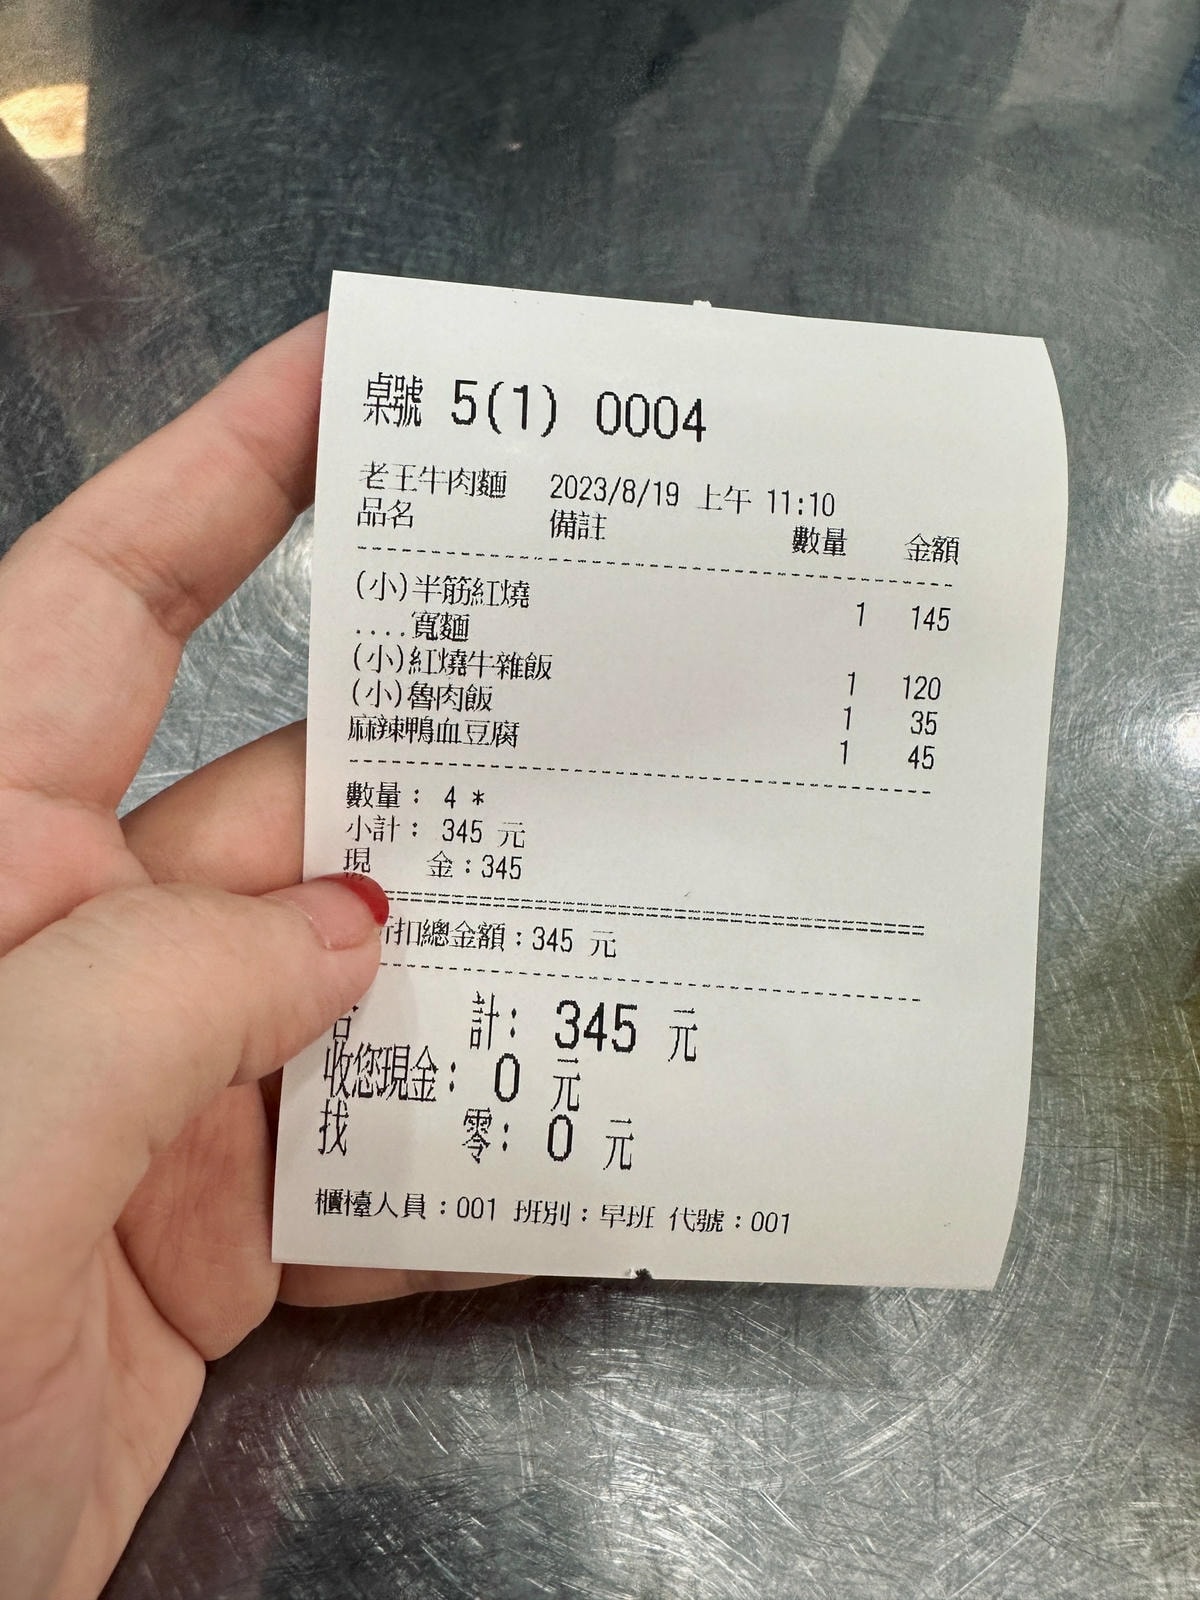 桌號 5(1) 0004
老王牛肉麵 2023/8/19 上午 11:10
品名 備註 數量 金額
(小)半筋紅燒 1 145
....寬麵
(小)紅燒牛雜飯 1 120
(小)魯肉飯 1 35
麻辣鴨血豆腐 1 45
數量: 4 *
小計: 345 元
現 金:345
折扣總金額:345 元
計: 345 元
收您現金: 0 元
找 零: 0 元
櫃檯人員:001 班別:早班 代號:001